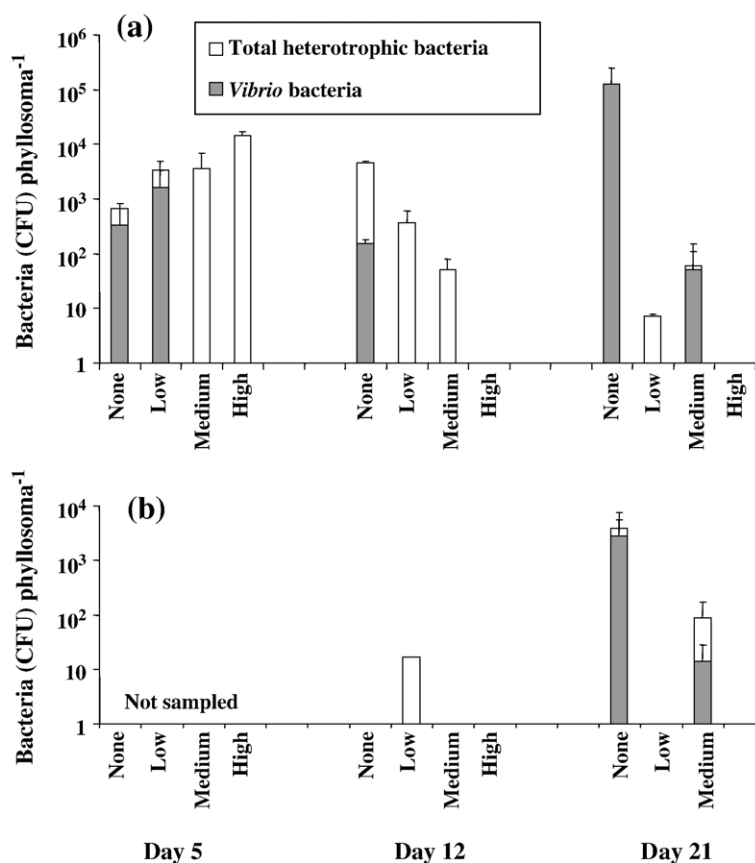 (a)
Total heterotrophic bacteria
Vibrio bacteria
Bacteria (CFU) phyllosoma⁻¹
10⁶
10⁵
10⁴
10³
10²
10
1
None
Low
Medium
High
None
Low
Medium
High
None
Low
Medium
High
(b)
Bacteria (CFU) phyllosoma⁻¹
10⁴
10³
10²
10
1
Not sampled
None
Low
Medium
High
None
Low
Medium
High
None
Low
Medium
Day 5 Day 12 Day 21